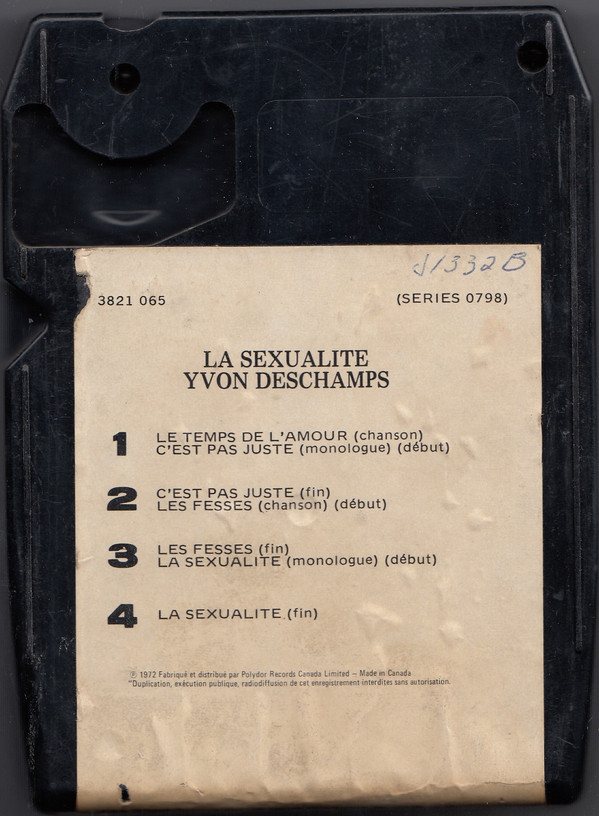 J1332B
3821 065 (SERIES 0798)
LA SEXUALITE
YVON DESCHAMPS
1 LE TEMPS DE L'AMOUR (chanson)
C'EST PAS JUSTE (monologue) (début)
2 C'EST PAS JUSTE (fin)
LES FESSES (chanson) (début)
3 LES FESSES (fin)
LA SEXUALITE (monologue) (début)
4 LA SEXUALITE (fin)
℗ 1972 Fabriqué et distribué par Polydor Records Canada Limited – Made in Canada
"Duplication, exécution publique, radiodiffusion de cet enregistrement interdites sans autorisation.